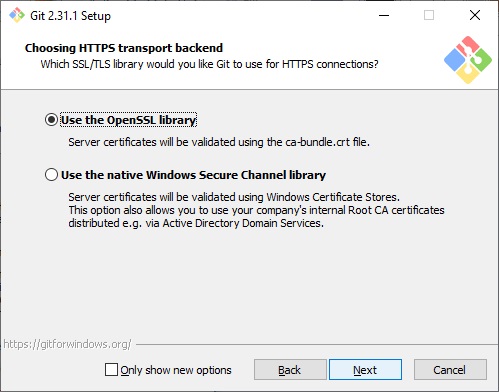 Git 2.31.1 Setup
Choosing HTTPS transport backend
Which SSL/TLS library would you like Git to use for HTTPS connections?
Use the OpenSSL library
Server certificates will be validated using the ca-bundle.crt file.
Use the native Windows Secure Channel library
Server certificates will be validated using Windows Certificate Stores.
This option also allows you to use your company's internal Root CA certificates
distributed e.g. via Active Directory Domain Services.
https://gitforwindows.org/
Only show new options
Back
Next
Cancel